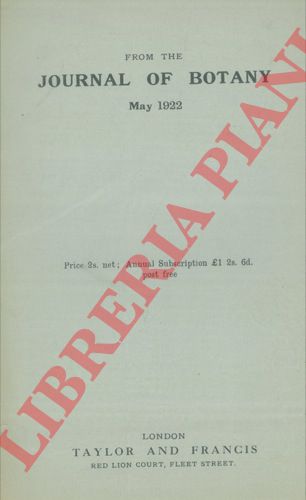 FROM THE
JOURNAL OF BOTANY
May 1922
Price 2s. net; Annual Subscription £1 2s. 6d.
post free
LONDON
TAYLOR AND FRANCIS
RED LION COURT, FLEET STREET.
LIBRERIA PIANI